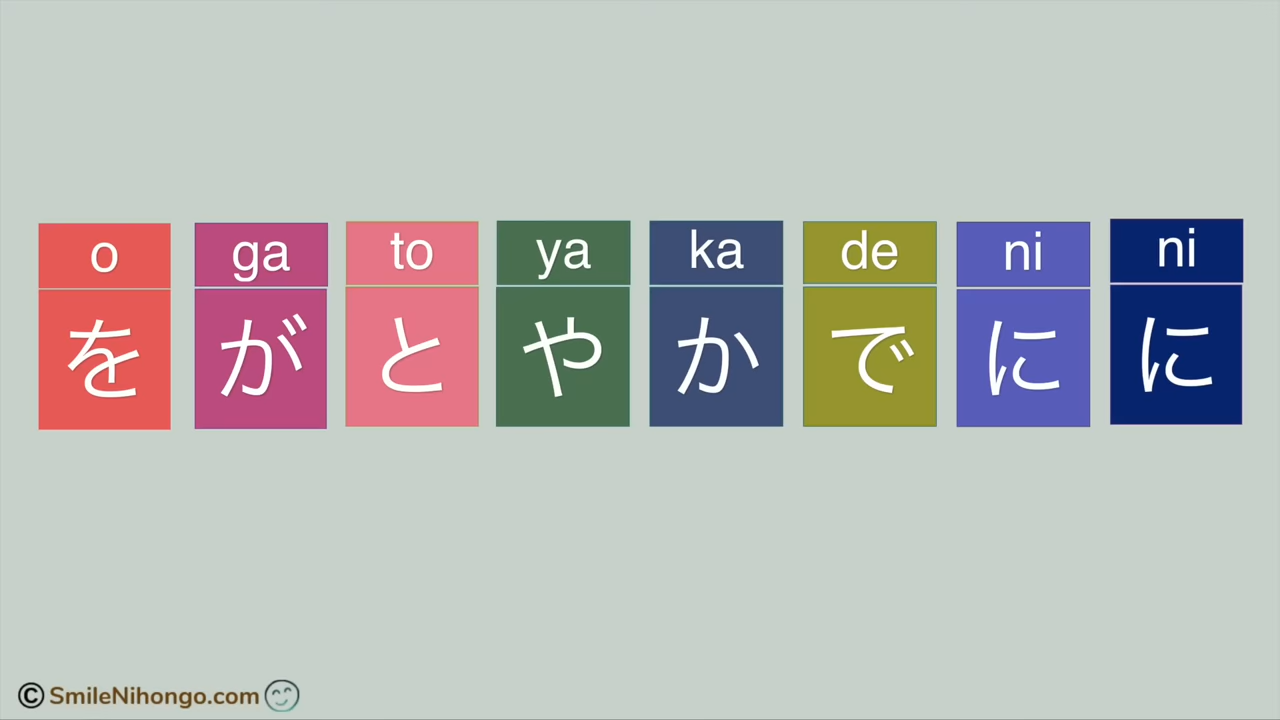 o ga to ya ka de ni ni
を が と や か で に に
© SmileNihongo.com